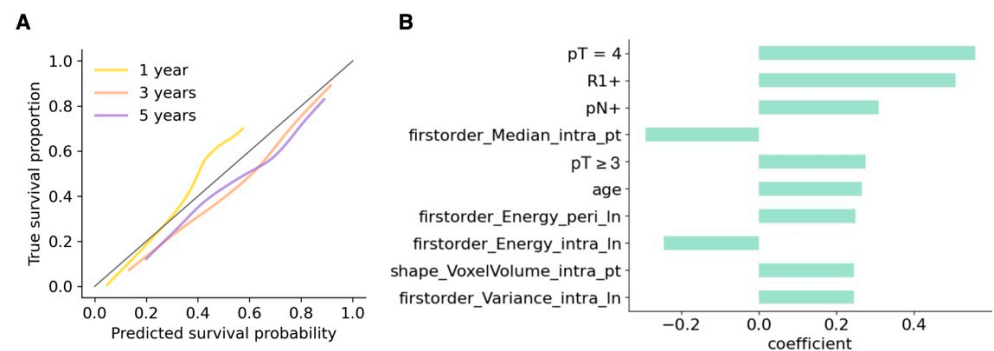 A
True survival proportion
1.0
0.8
0.6
0.4
0.2
0.0
1 year
3 years
5 years
0.0 0.2 0.4 0.6 0.8 1.0
Predicted survival probability
B
pT = 4
R1+
pN+
firstorder_Median_intra_pt
pT ≥ 3
age
firstorder_Energy_peri_ln
firstorder_Energy_intra_ln
shape_VoxelVolume_intra_pt
firstorder_Variance_intra_ln
−0.2 0.0 0.2 0.4
coefficient